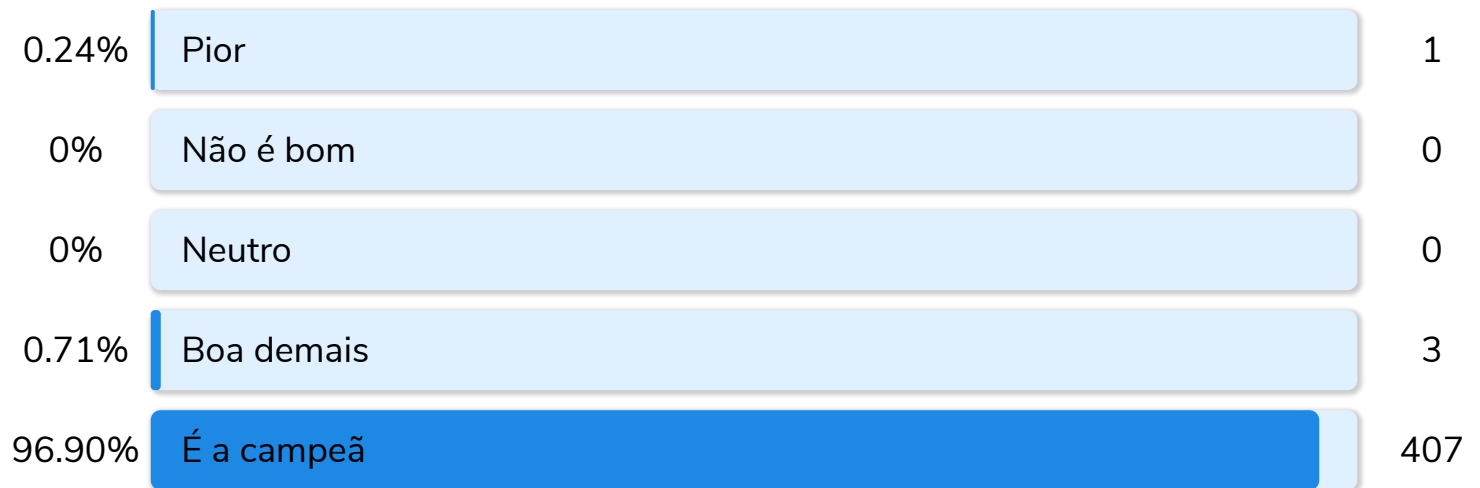 0.24% Pior 1
0% Não é bom 0
0% Neutro 0
0.71% Boa demais 3
96.90% É a campeã 407